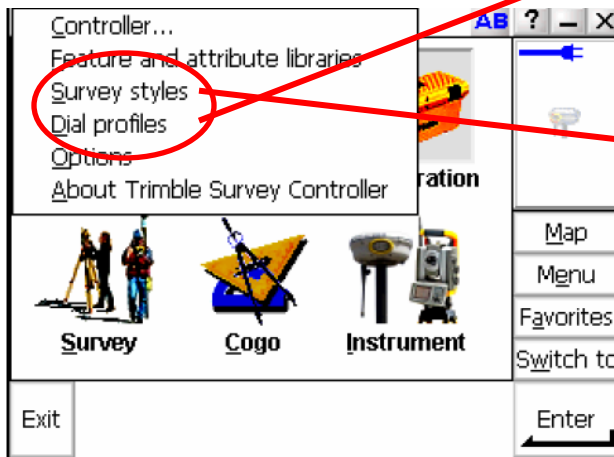 Controller...
Feature and attribute libraries
Survey styles
Dial profiles
Options
About Trimble Survey Controller
AB ? – X
ration
Survey
Cogo
Instrument
Map
Menu
Favorites
Switch to
Exit
Enter